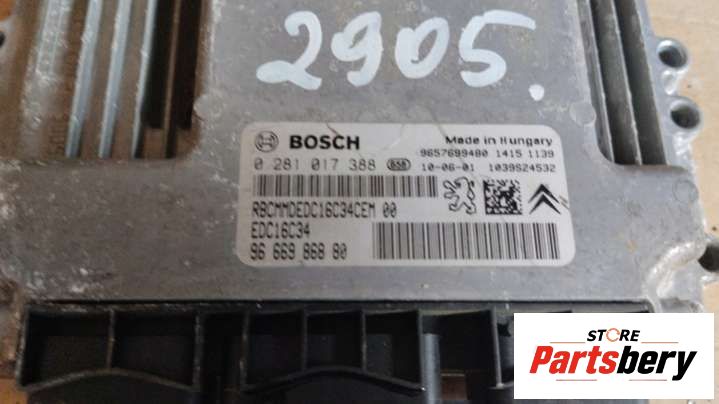 2905.
BOSCH
Made in Hungary
9657699480 1415 1139
0 281 017 388 858 10-06-01 1039S24532
RBCMMDEDC16C34CEM 00
EDC16C34
96 669 868 80
STORE
Partsbery